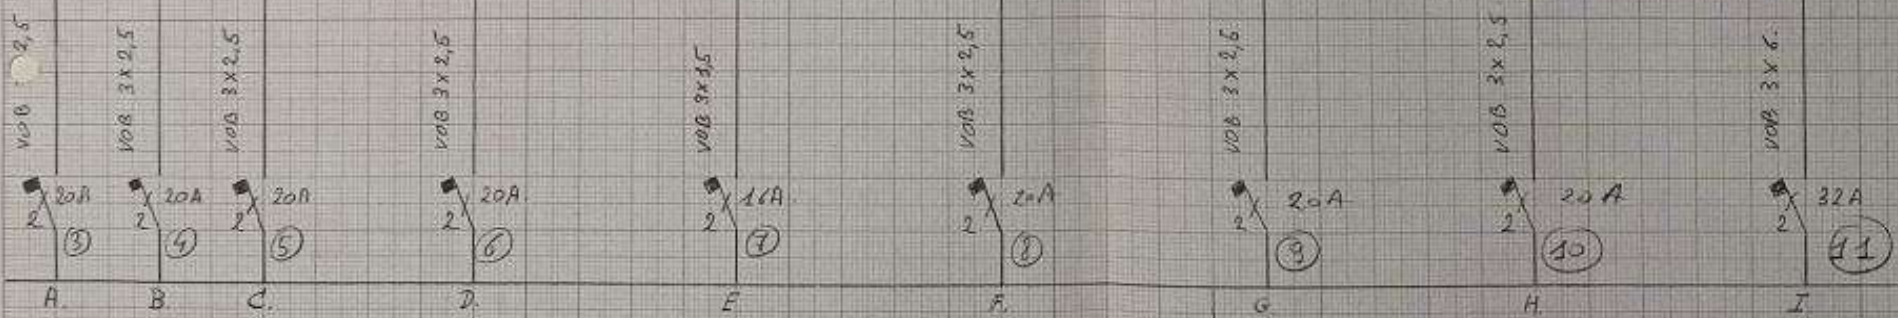 VOB 2,5
VOB 3x2,5
VOB 3x2,5
VOB 3x2,5
VOB 3x1,5
VOB 3x2,5
VOB 3x2,5
VOB 3x2,5
VOB 3x6.
20A 20A 20A 20A. 16A. 20A 20A 20A 32A
2 2 2 2 2 2 2 2 2
3 4 5 6 7 8 9 10 11
A. B. C. D. E F. G H. I